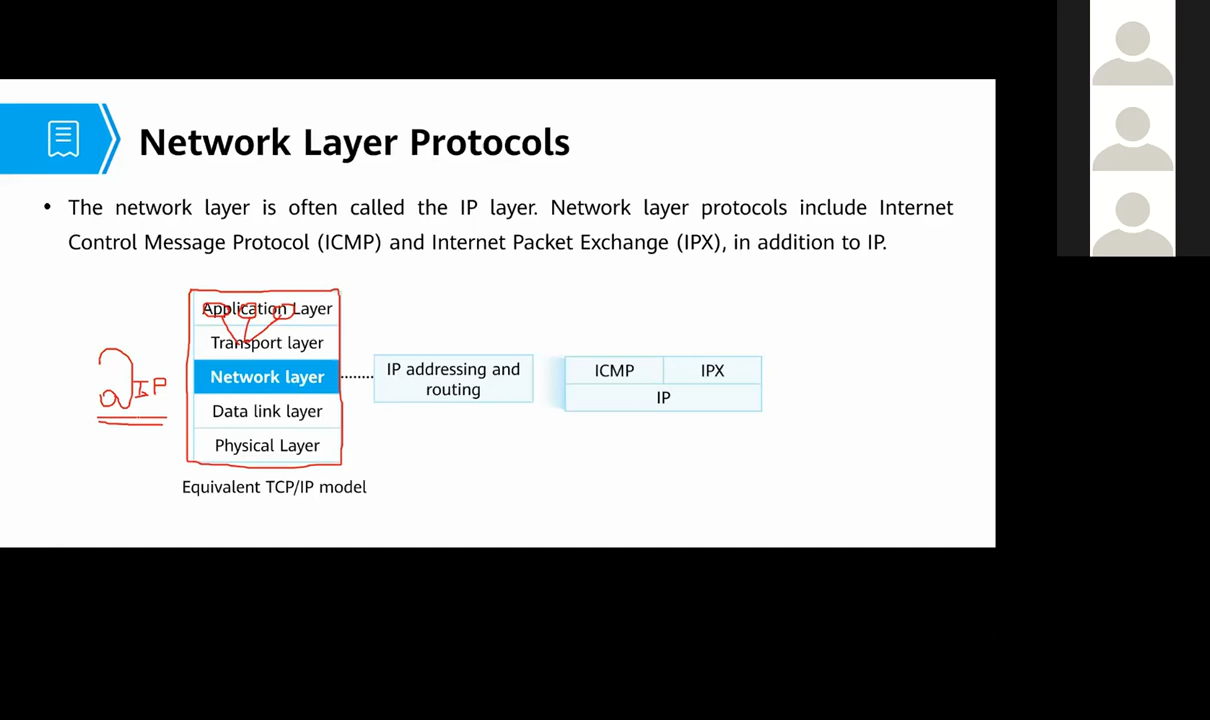 Network Layer Protocols
• The network layer is often called the IP layer. Network layer protocols include Internet
Control Message Protocol (ICMP) and Internet Packet Exchange (IPX), in addition to IP.
Application Layer
Transport layer
Network layer
Data link layer
Physical Layer
Equivalent TCP/IP model
IP
IP addressing and
routing
ICMP
IPX
IP